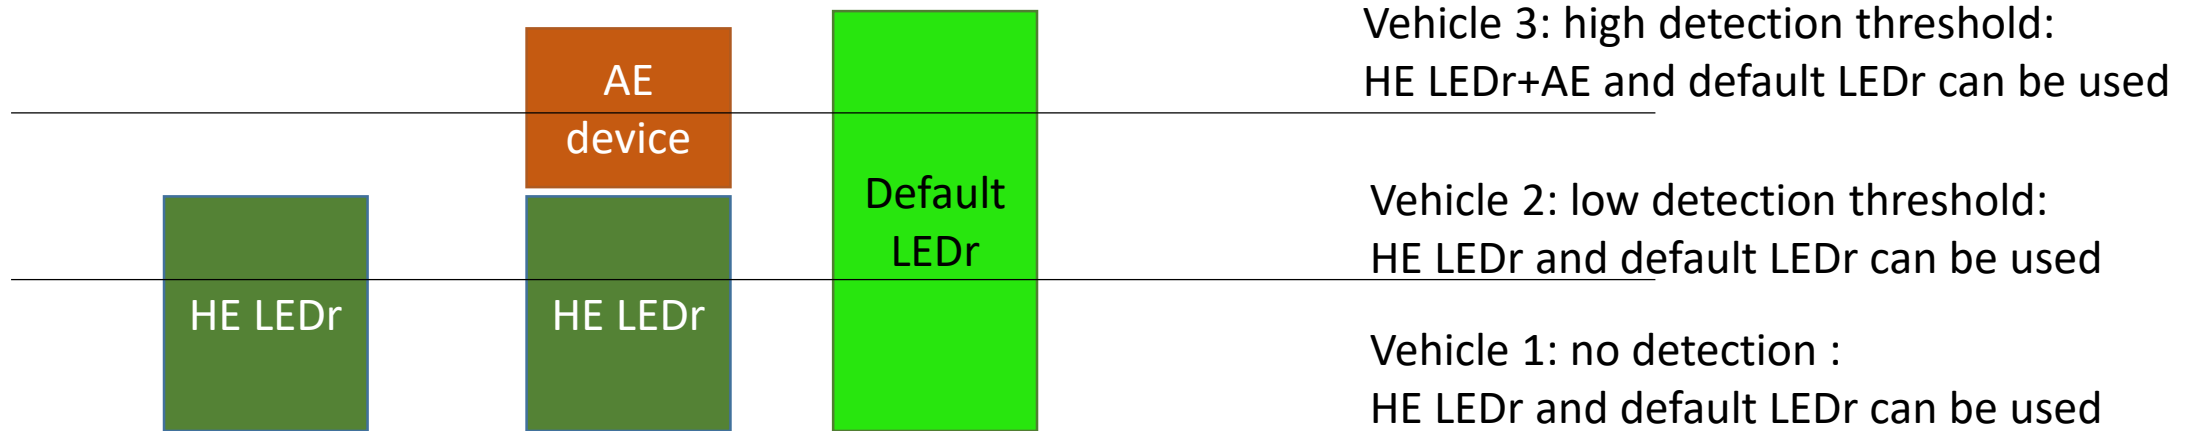 AE
device
HE LEDr
HE LEDr
Default
LEDr
Vehicle 3: high detection threshold:
HE LEDr+AE and default LEDr can be used
Vehicle 2: low detection threshold:
HE LEDr and default LEDr can be used
Vehicle 1: no detection :
HE LEDr and default LEDr can be used